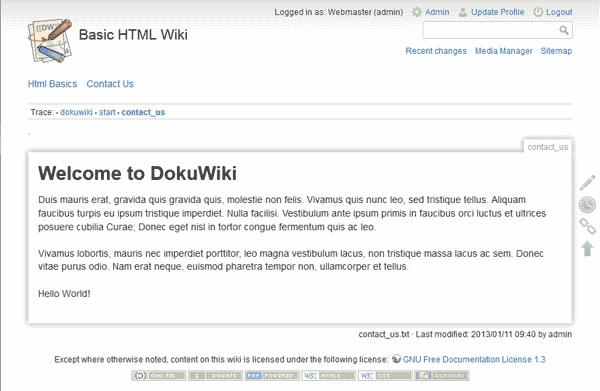 Logged in as: Webmaster (admin) Admin Update Profile Logout
[DW]
Basic HTML Wiki
Recent changes Media Manager Sitemap
Html Basics Contact Us
Trace: • dokuwiki • start • contact_us
contact_us
Welcome to DokuWiki
Duis mauris erat, gravida quis gravida quis, molestie non felis. Vivamus quis nunc leo, sed tristique tellus. Aliquam
faucibus turpis eu ipsum tristique imperdiet. Nulla facilisi. Vestibulum ante ipsum primis in faucibus orci luctus et ultrices
posuere cubilia Curae; Donec eget nisl in tortor congue fermentum quis ac leo.
Vivamus lobortis, mauris nec imperdiet porttitor, leo magna vestibulum lacus, non tristique massa lacus ac sem. Donec
vitae purus odio. Nam erat neque, euismod pharetra tempor non, ullamcorper et tellus.
Hello World!
contact_us.txt · Last modified: 2013/01/11 09:40 by admin
Except where otherwise noted, content on this wiki is licensed under the following license: GNU Free Documentation License 1.3
GNU FDL € DONATE PHP POWERED W3C HTML5 W3C CSS DOKUWIKI